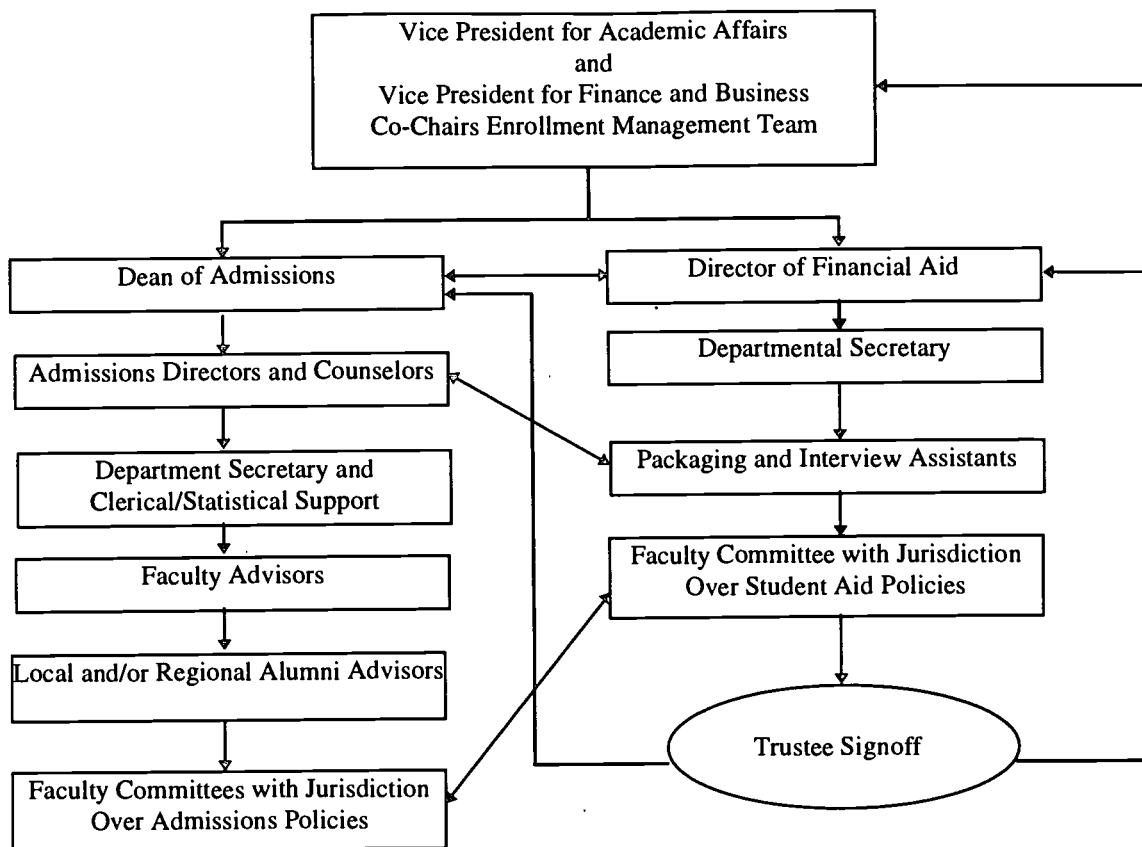 Vice President for Academic Affairs
and
Vice President for Finance and Business
Co-Chairs Enrollment Management Team
Dean of Admissions
Director of Financial Aid
Admissions Directors and Counselors
Departmental Secretary
Department Secretary and
Clerical/Statistical Support
Packaging and Interview Assistants
Faculty Advisors
Faculty Committee with Jurisdiction
Over Student Aid Policies
Local and/or Regional Alumni Advisors
Trustee Signoff
Faculty Committees with Jurisdiction
Over Admissions Policies